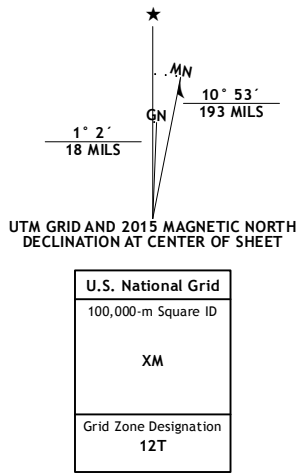 ★
MN
GN
10° 53´
193 MILS
1° 2´
18 MILS
UTM GRID AND 2015 MAGNETIC NORTH
DECLINATION AT CENTER OF SHEET
U.S. National Grid
100,000-m Square ID
XM
Grid Zone Designation
12T